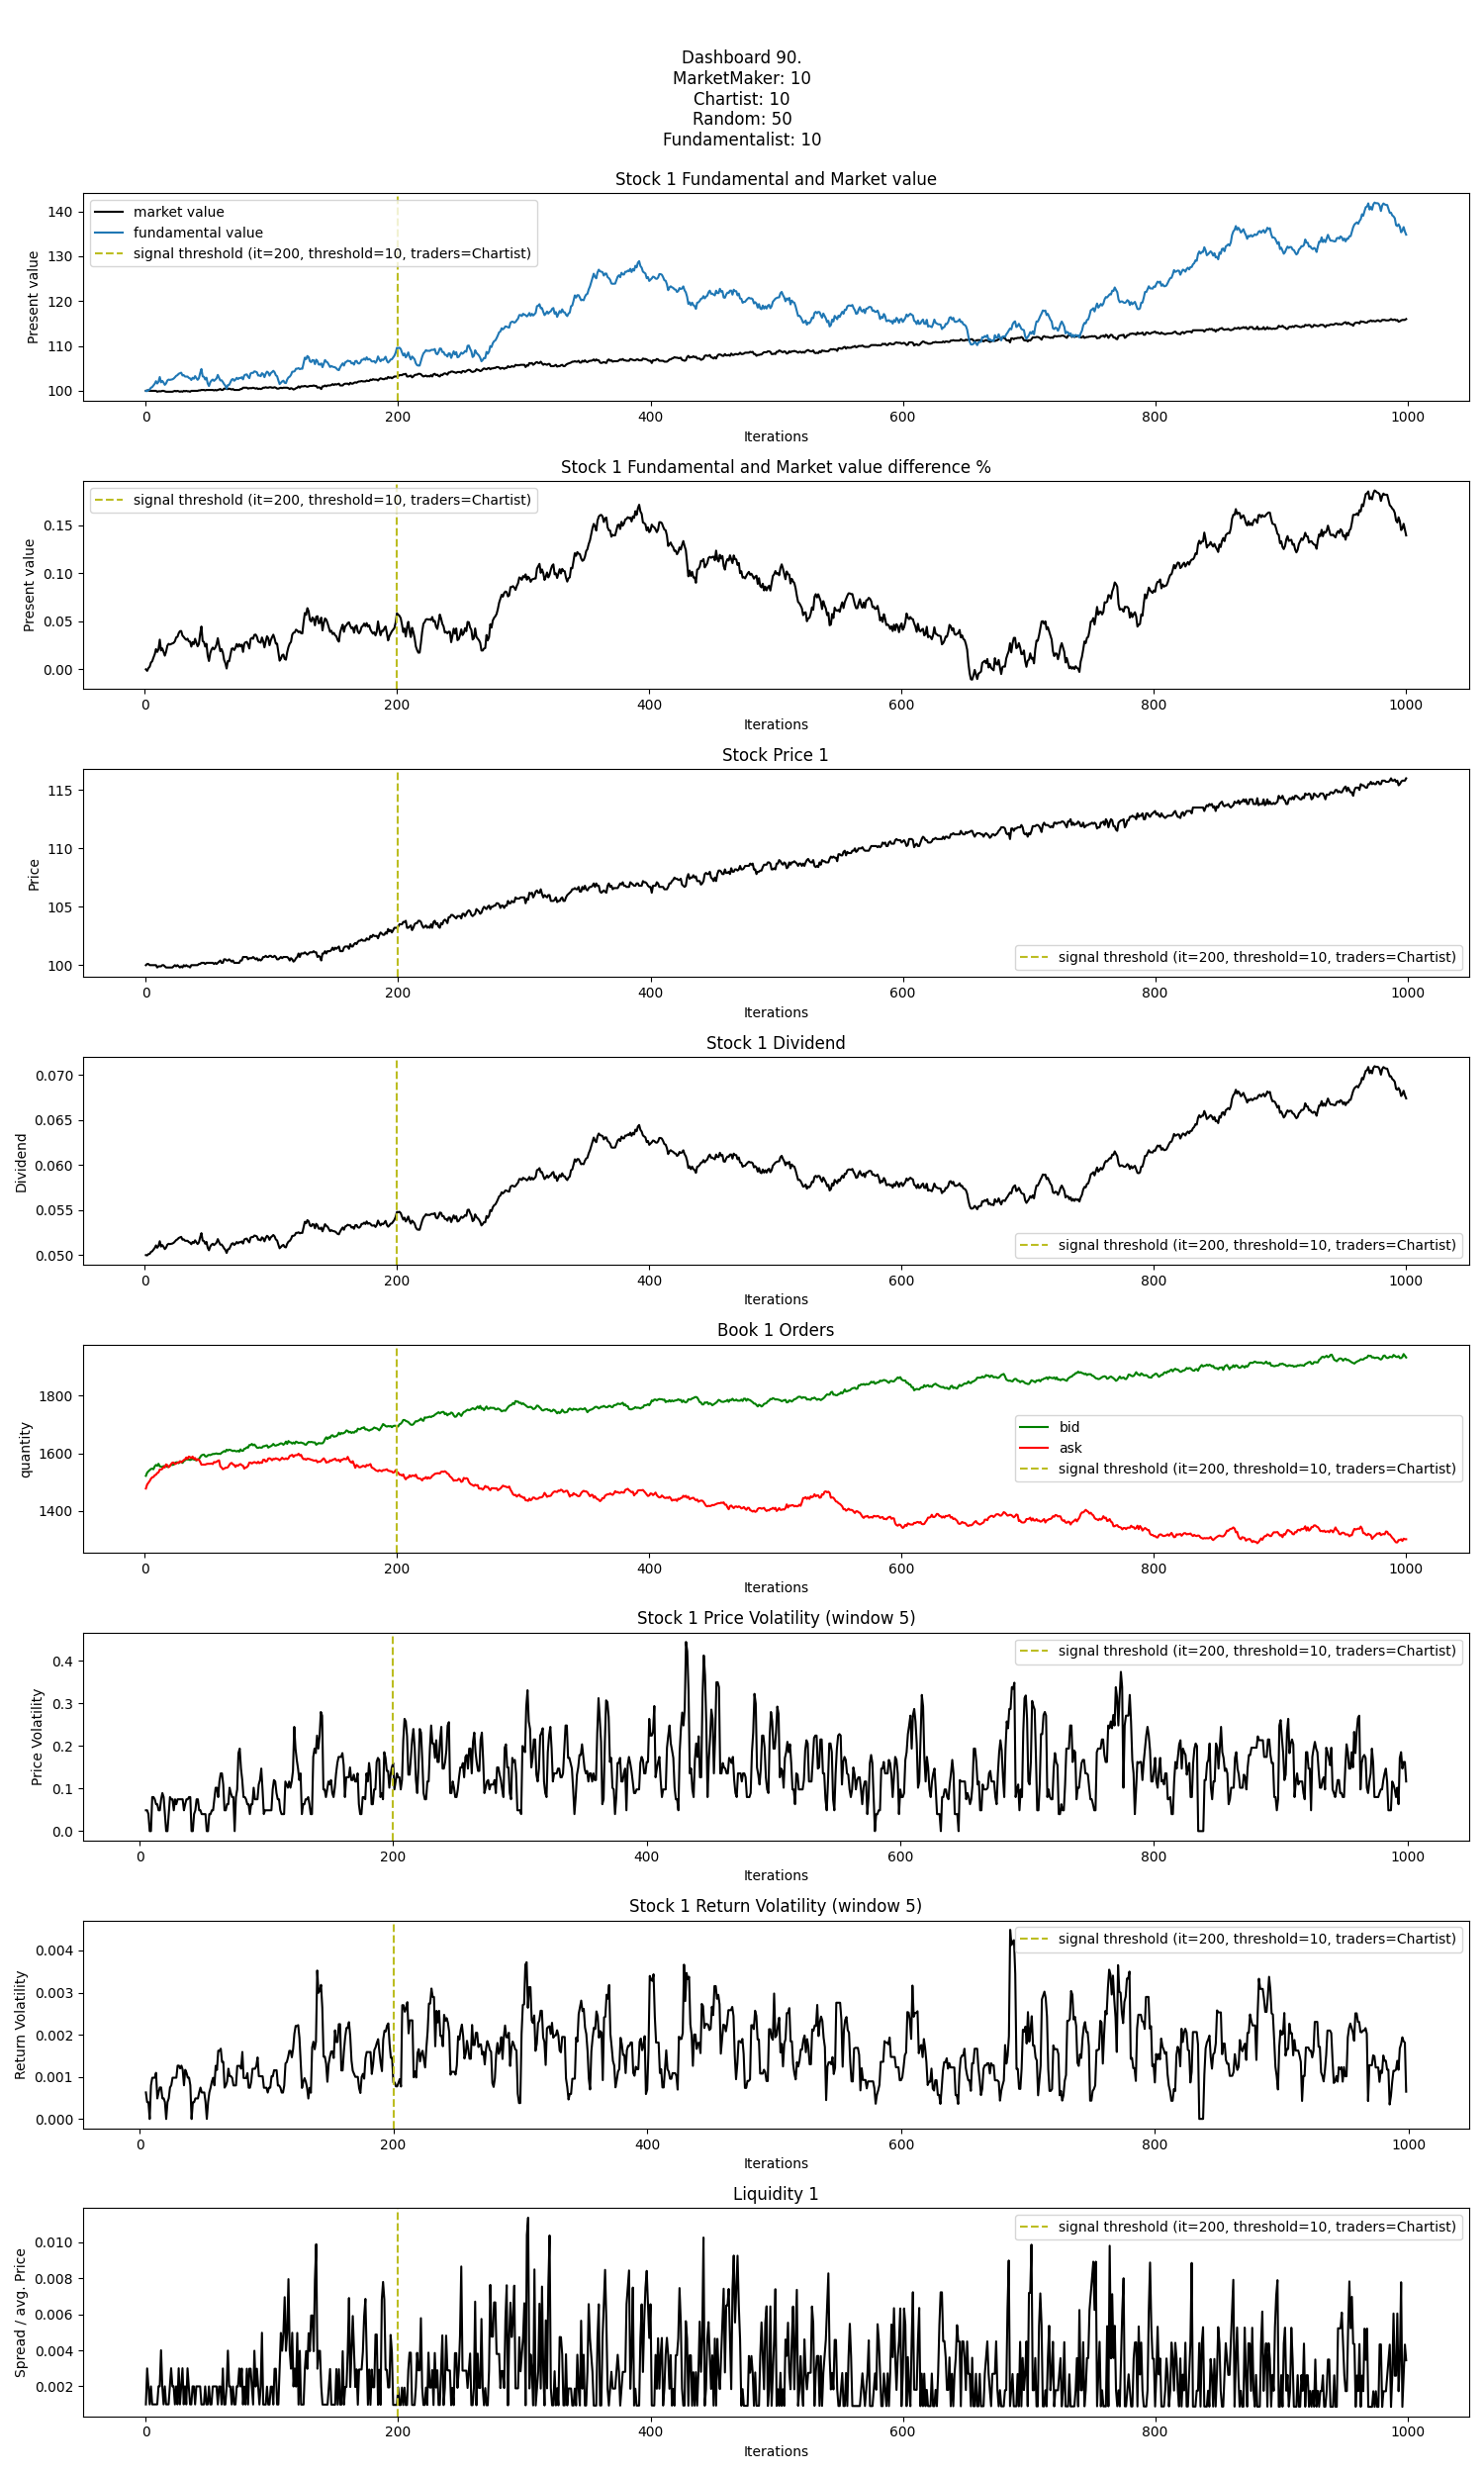 Dashboard 90.
MarketMaker: 10
Chartist: 10
Random: 50
Fundamentalist: 10
Stock 1 Fundamental and Market value
market value
fundamental value
signal threshold (it=200, threshold=10, traders=Chartist)
Present value
140
130
120
110
100
0 200 400 600 800 1000
Iterations
Stock 1 Fundamental and Market value difference %
signal threshold (it=200, threshold=10, traders=Chartist)
Present value
0.15
0.10
0.05
0.00
0 200 400 600 800 1000
Iterations
Stock Price 1
Price
115
110
105
100
signal threshold (it=200, threshold=10, traders=Chartist)
0 200 400 600 800 1000
Iterations
Stock 1 Dividend
Dividend
0.070
0.065
0.060
0.055
0.050
signal threshold (it=200, threshold=10, traders=Chartist)
0 200 400 600 800 1000
Iterations
Book 1 Orders
quantity
1800
1600
1400
bid
ask
signal threshold (it=200, threshold=10, traders=Chartist)
0 200 400 600 800 1000
Iterations
Stock 1 Price Volatility (window 5)
signal threshold (it=200, threshold=10, traders=Chartist)
Price Volatility
0.4
0.3
0.2
0.1
0.0
0 200 400 600 800 1000
Iterations
Stock 1 Return Volatility (window 5)
signal threshold (it=200, threshold=10, traders=Chartist)
Return Volatility
0.004
0.003
0.002
0.001
0.000
0 200 400 600 800 1000
Iterations
Liquidity 1
signal threshold (it=200, threshold=10, traders=Chartist)
Spread / avg. Price
0.010
0.008
0.006
0.004
0.002
0 200 400 600 800 1000
Iterations